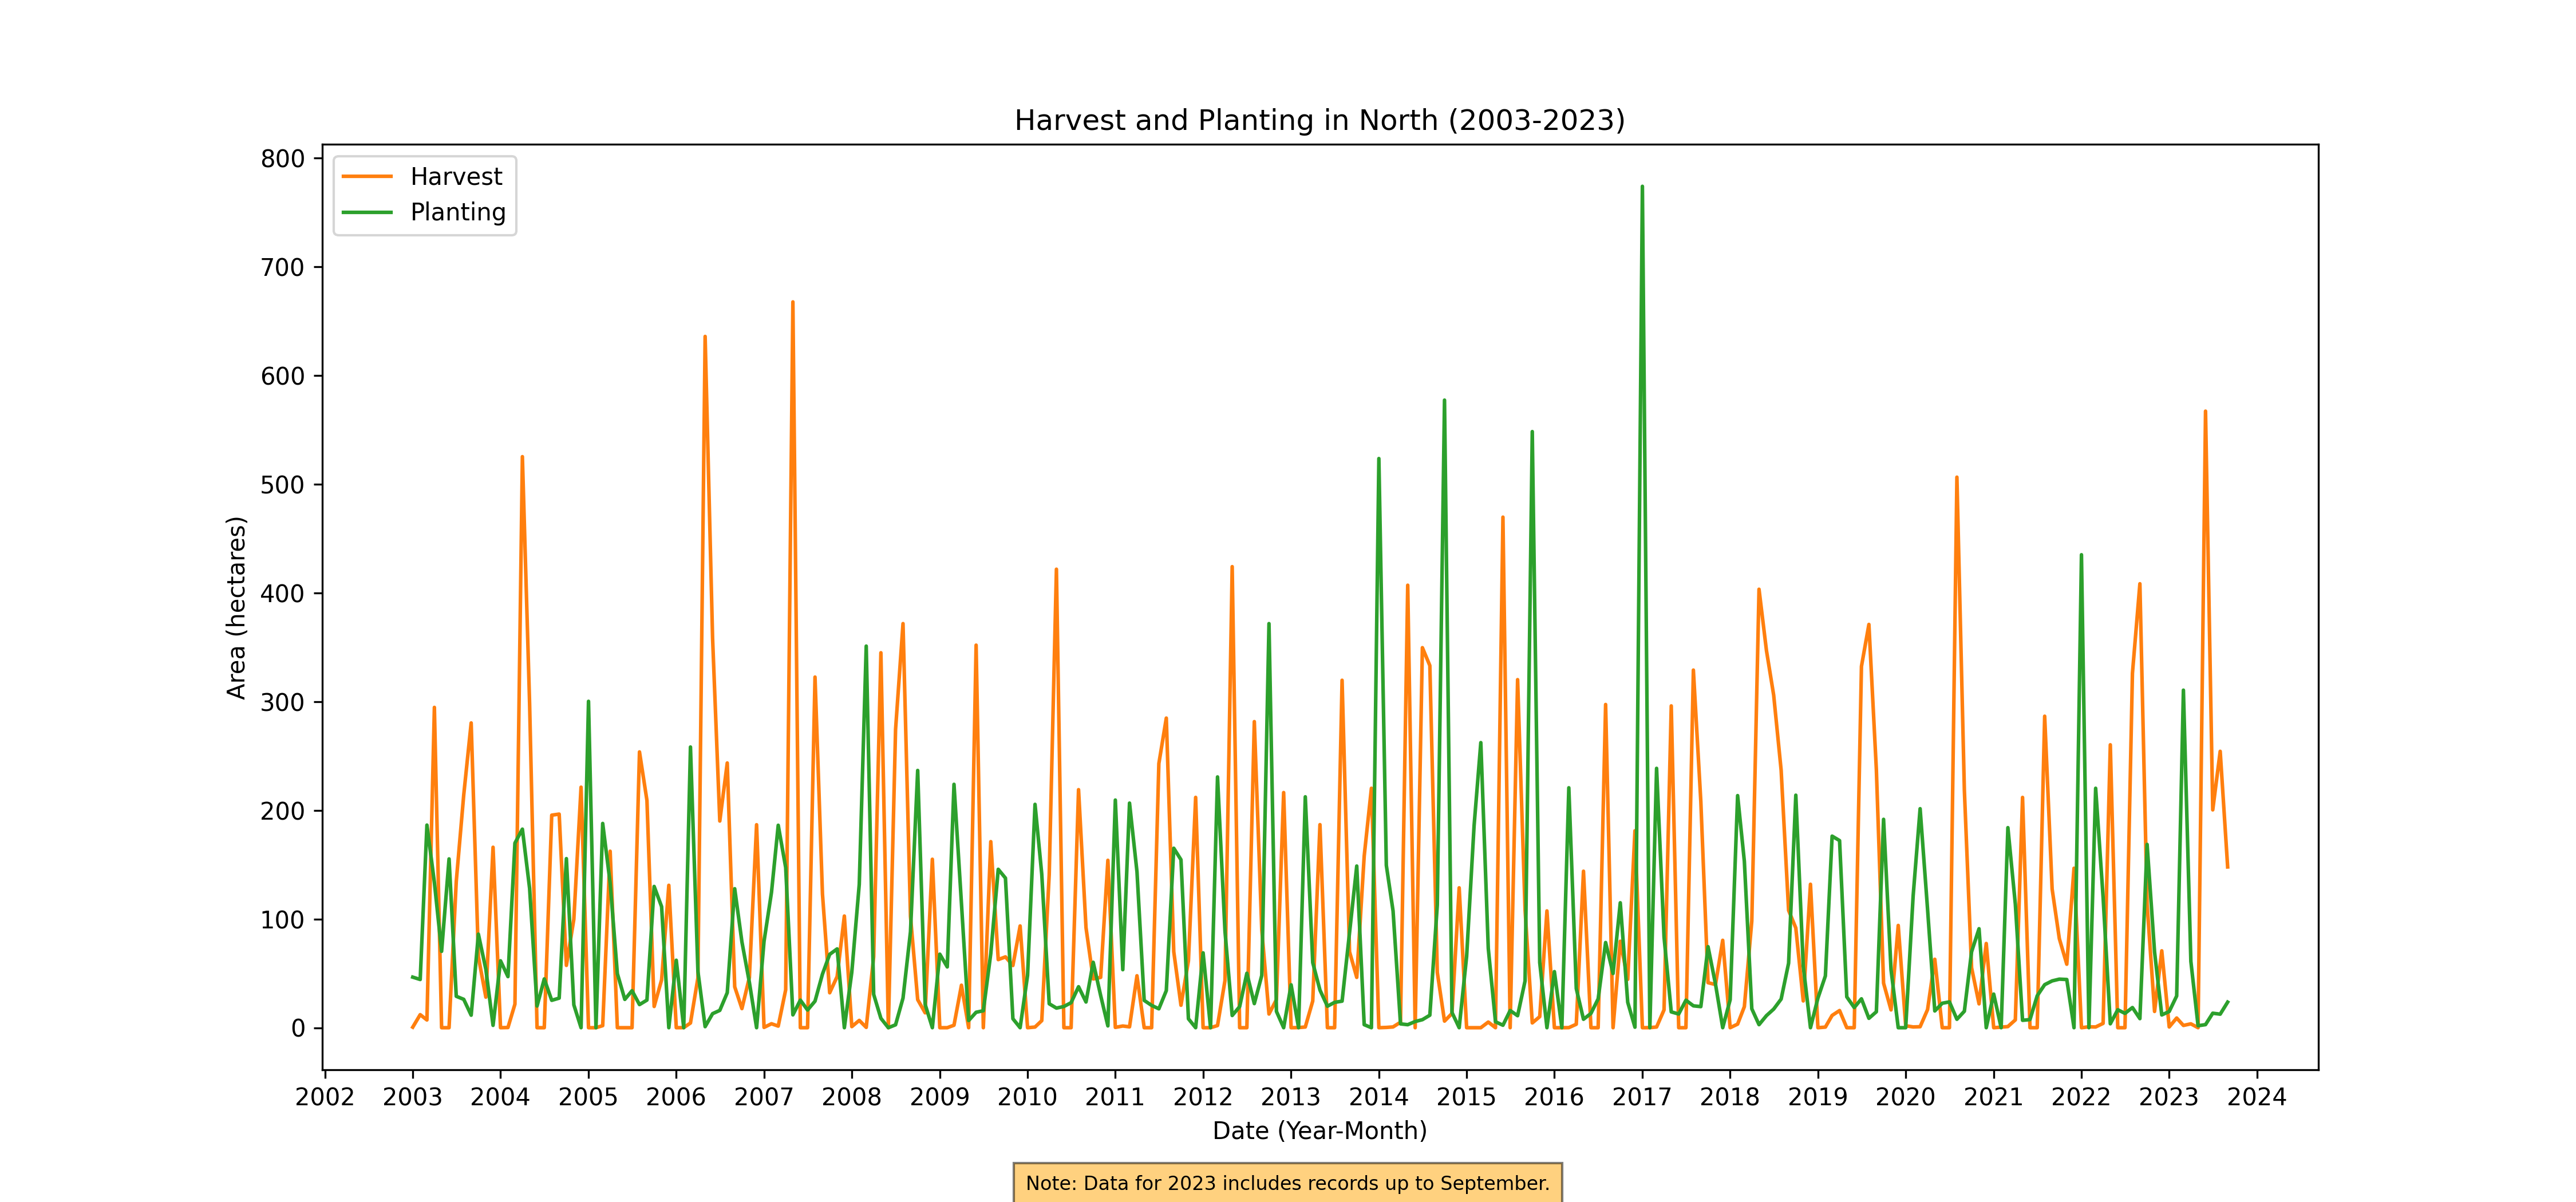 Harvest and Planting in North (2003-2023)
Harvest
Planting
800
700
600
500
400
300
200
100
0
Area (hectares)
2002 2003 2004 2005 2006 2007 2008 2009 2010 2011 2012 2013 2014 2015 2016 2017 2018 2019 2020 2021 2022 2023 2024
Date (Year-Month)
Note: Data for 2023 includes records up to September.